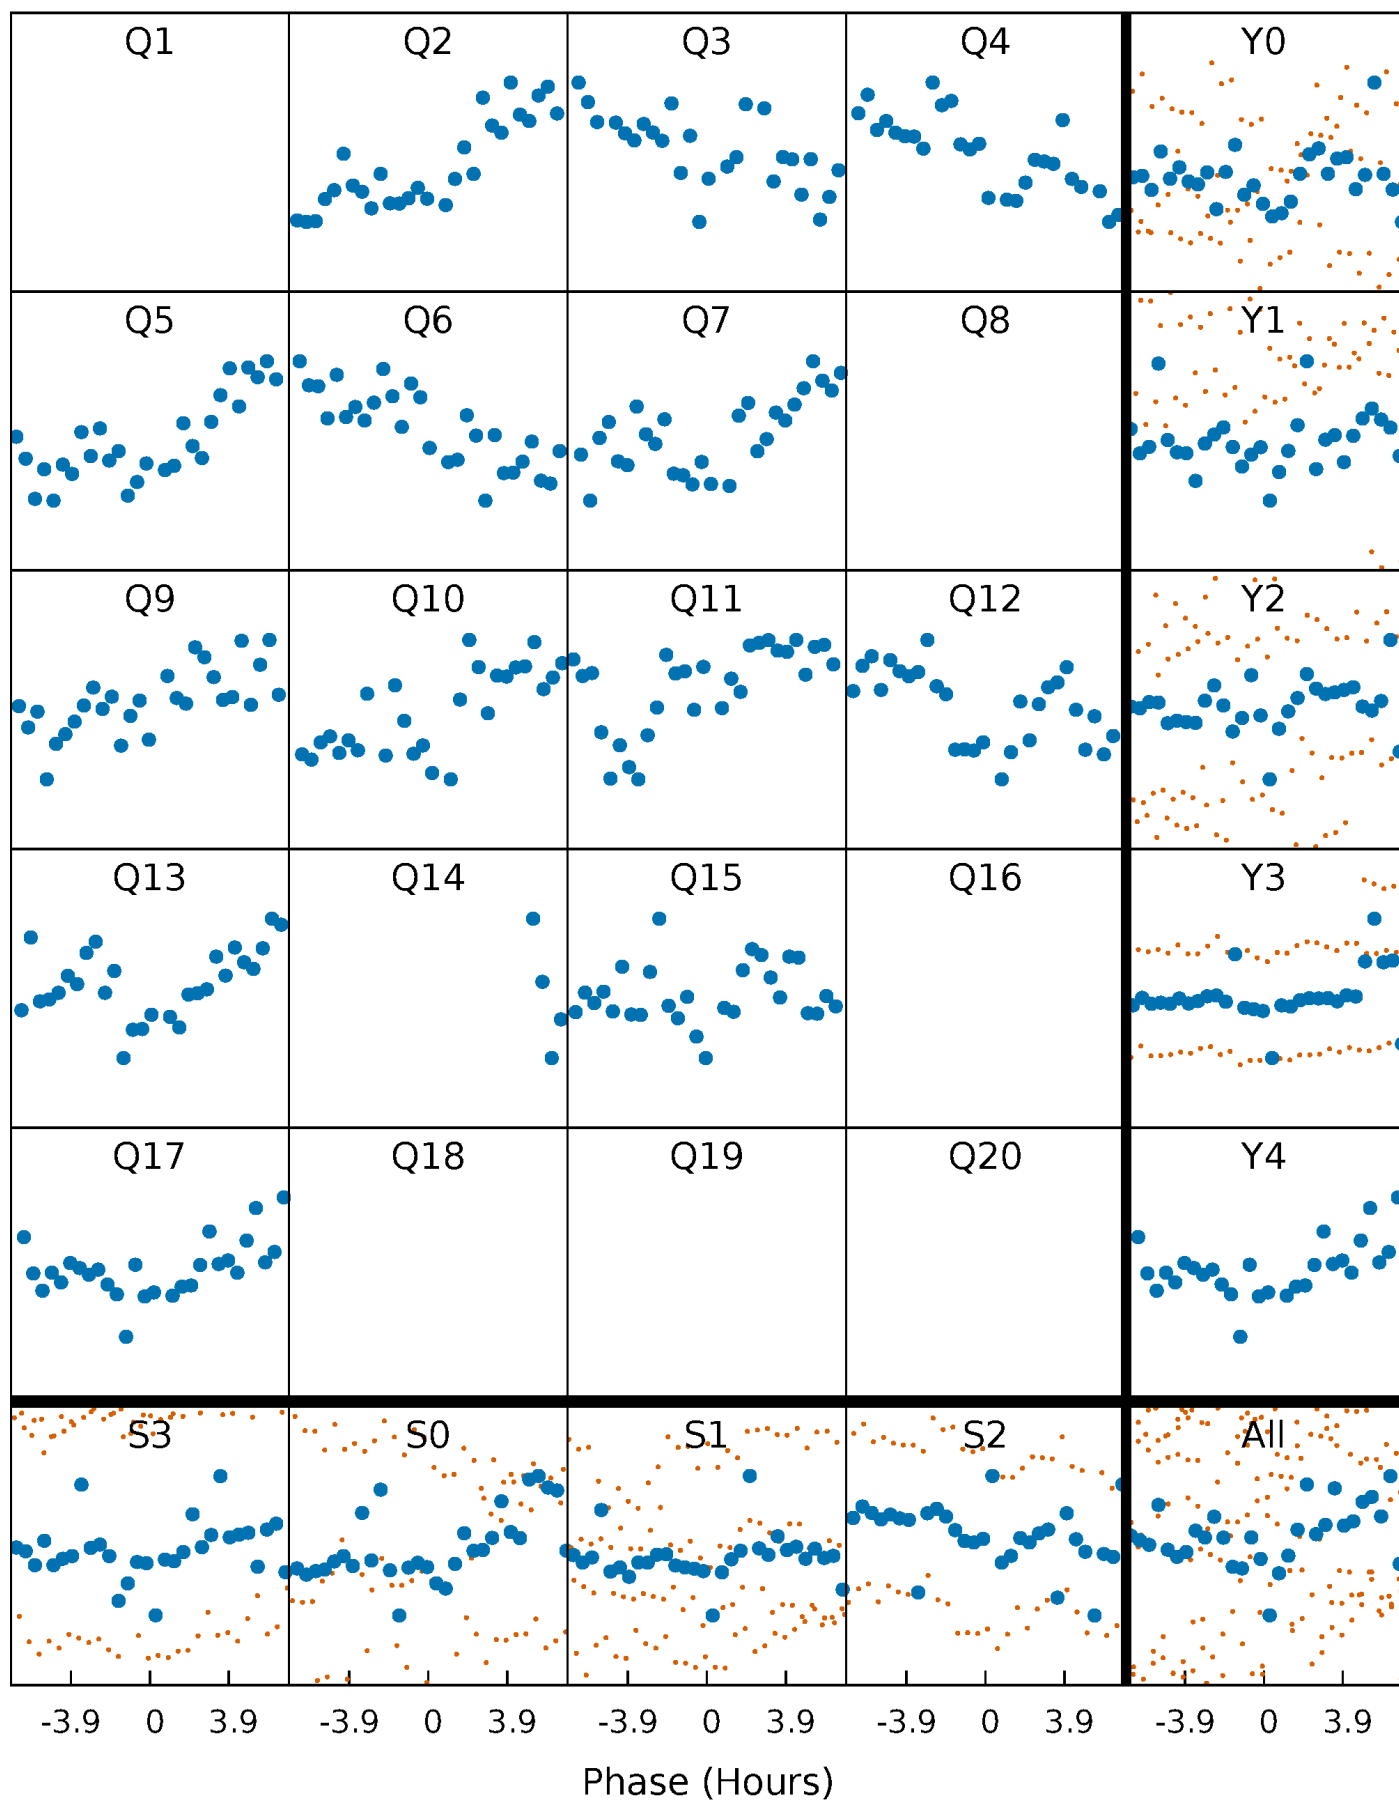 Q1 Q2 Q3 Q4 Y0
Q5 Q6 Q7 Q8 Y1
Q9 Q10 Q11 Q12 Y2
Q13 Q14 Q15 Q16 Y3
Q17 Q18 Q19 Q20 Y4
S3 S0 S1 S2 All
-3.9 0 3.9 -3.9 0 3.9 -3.9 0 3.9 -3.9 0 3.9 -3.9 0 3.9
Phase (Hours)